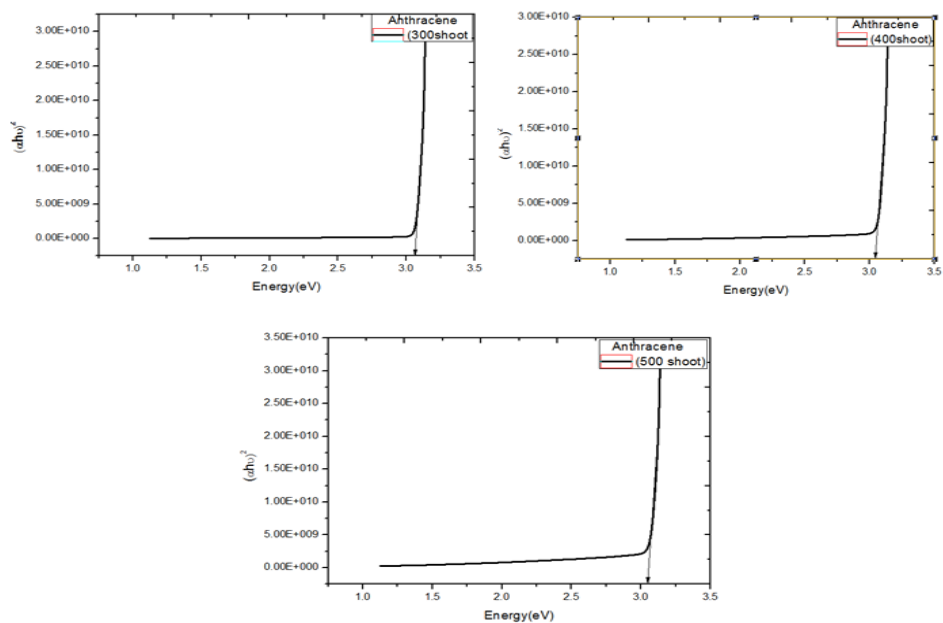 Anthracene
(300shoot
3.00E+010
2.50E+010
2.00E+010
1.50E+010
1.00E+010
5.00E+009
0.00E+000
(αhυ)²
1.0 1.5 2.0 2.5 3.0 3.5
Energy(eV)
Anthracene
(400shoot)
3.00E+010
2.50E+010
2.00E+010
1.50E+010
1.00E+010
5.00E+009
0.00E+000
(αhυ)²
1.0 1.5 2.0 2.5 3.0 3.5
Energy(eV)
Anthracene
(500 shoot)
3.50E+010
3.00E+010
2.50E+010
2.00E+010
1.50E+010
1.00E+010
5.00E+009
0.00E+000
(αhυ)²
1.0 1.5 2.0 2.5 3.0 3.5
Energy(eV)